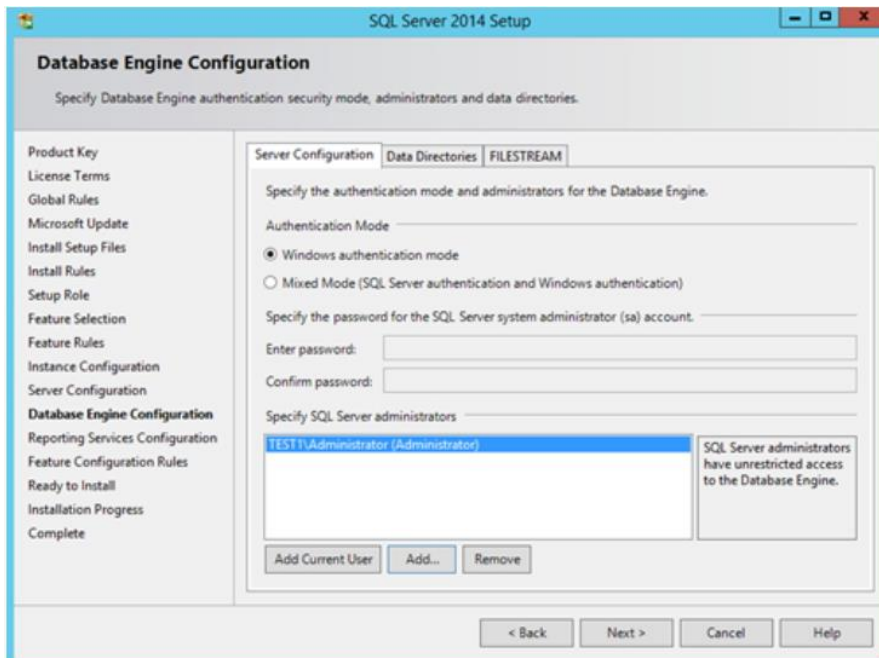 SQL Server 2014 Setup
Database Engine Configuration
Specify Database Engine authentication security mode, administrators and data directories.
Product Key
License Terms
Global Rules
Microsoft Update
Install Setup Files
Install Rules
Setup Role
Feature Selection
Feature Rules
Instance Configuration
Server Configuration
Database Engine Configuration
Reporting Services Configuration
Feature Configuration Rules
Ready to Install
Installation Progress
Complete
Server Configuration Data Directories FILESTREAM
Specify the authentication mode and administrators for the Database Engine.
Authentication Mode
Windows authentication mode
Mixed Mode (SQL Server authentication and Windows authentication)
Specify the password for the SQL Server system administrator (sa) account.
Enter password:
Confirm password:
Specify SQL Server administrators
TEST1\Administrator (Administrator)
SQL Server administrators
have unrestricted access
to the Database Engine.
Add Current User Add... Remove
< Back Next > Cancel Help